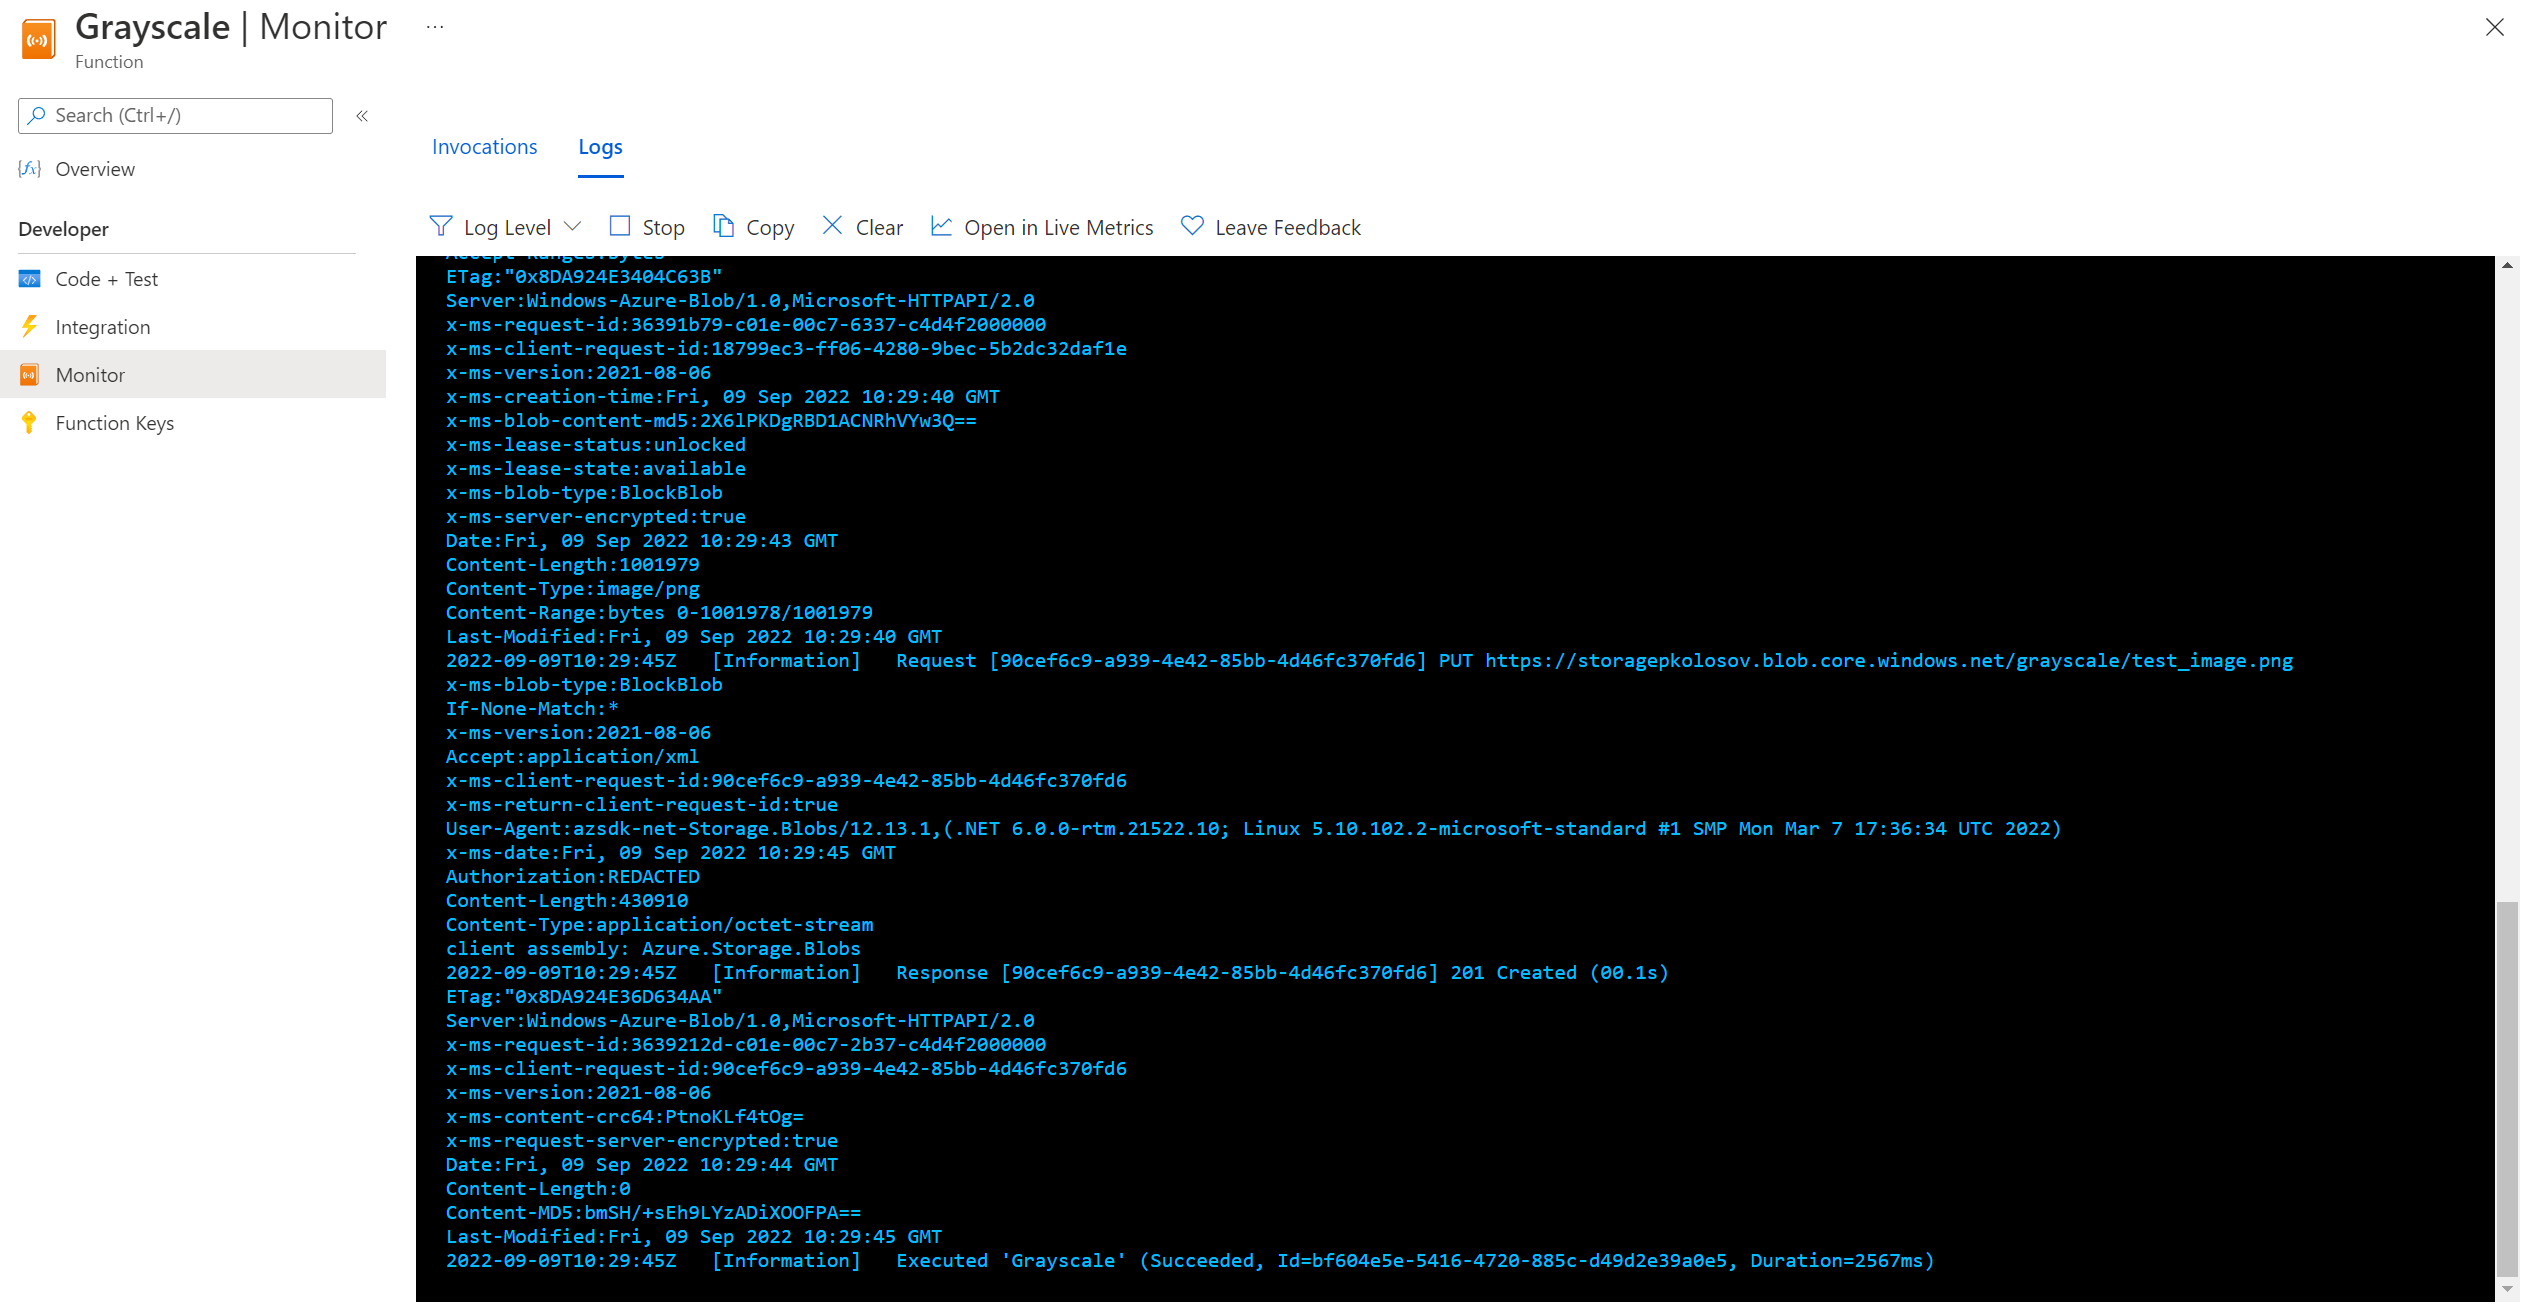 Grayscale | Monitor ...
Function
Search (Ctrl+/)
«
Overview
Developer
Code + Test
Integration
Monitor
Function Keys
Invocations Logs
Log Level Stop Copy Clear Open in Live Metrics Leave Feedback
Accept-Ranges:bytes
ETag:"0x8DA924E3404C63B"
Server:Windows-Azure-Blob/1.0,Microsoft-HTTPAPI/2.0
x-ms-request-id:36391b79-c01e-00c7-6337-c4d4f2000000
x-ms-client-request-id:18799ec3-ff06-4280-9bec-5b2dc32daf1e
x-ms-version:2021-08-06
x-ms-creation-time:Fri, 09 Sep 2022 10:29:40 GMT
x-ms-blob-content-md5:2X6lPKDgRBD1ACNRhVYw3Q==
x-ms-lease-status:unlocked
x-ms-lease-state:available
x-ms-blob-type:BlockBlob
x-ms-server-encrypted:true
Date:Fri, 09 Sep 2022 10:29:43 GMT
Content-Length:1001979
Content-Type:image/png
Content-Range:bytes 0-1001978/1001979
Last-Modified:Fri, 09 Sep 2022 10:29:40 GMT
2022-09-09T10:29:45Z [Information] Request [90cef6c9-a939-4e42-85bb-4d46fc370fd6] PUT https://storagepkolosov.blob.core.windows.net/grayscale/test_image.png
x-ms-blob-type:BlockBlob
If-None-Match:*
x-ms-version:2021-08-06
Accept:application/xml
x-ms-client-request-id:90cef6c9-a939-4e42-85bb-4d46fc370fd6
x-ms-return-client-request-id:true
User-Agent:azsdk-net-Storage.Blobs/12.13.1,(.NET 6.0.0-rtm.21522.10; Linux 5.10.102.2-microsoft-standard #1 SMP Mon Mar 7 17:36:34 UTC 2022)
x-ms-date:Fri, 09 Sep 2022 10:29:45 GMT
Authorization:REDACTED
Content-Length:430910
Content-Type:application/octet-stream
client assembly: Azure.Storage.Blobs
2022-09-09T10:29:45Z [Information] Response [90cef6c9-a939-4e42-85bb-4d46fc370fd6] 201 Created (00.1s)
ETag:"0x8DA924E36D634AA"
Server:Windows-Azure-Blob/1.0,Microsoft-HTTPAPI/2.0
x-ms-request-id:3639212d-c01e-00c7-2b37-c4d4f2000000
x-ms-client-request-id:90cef6c9-a939-4e42-85bb-4d46fc370fd6
x-ms-version:2021-08-06
x-ms-content-crc64:PtnoKLf4tOg=
x-ms-request-server-encrypted:true
Date:Fri, 09 Sep 2022 10:29:44 GMT
Content-Length:0
Content-MD5:bmSH/+sEh9LYzADiXOOFPA==
Last-Modified:Fri, 09 Sep 2022 10:29:45 GMT
2022-09-09T10:29:45Z [Information] Executed 'Grayscale' (Succeeded, Id=bf604e5e-5416-4720-885c-d49d2e39a0e5, Duration=2567ms)